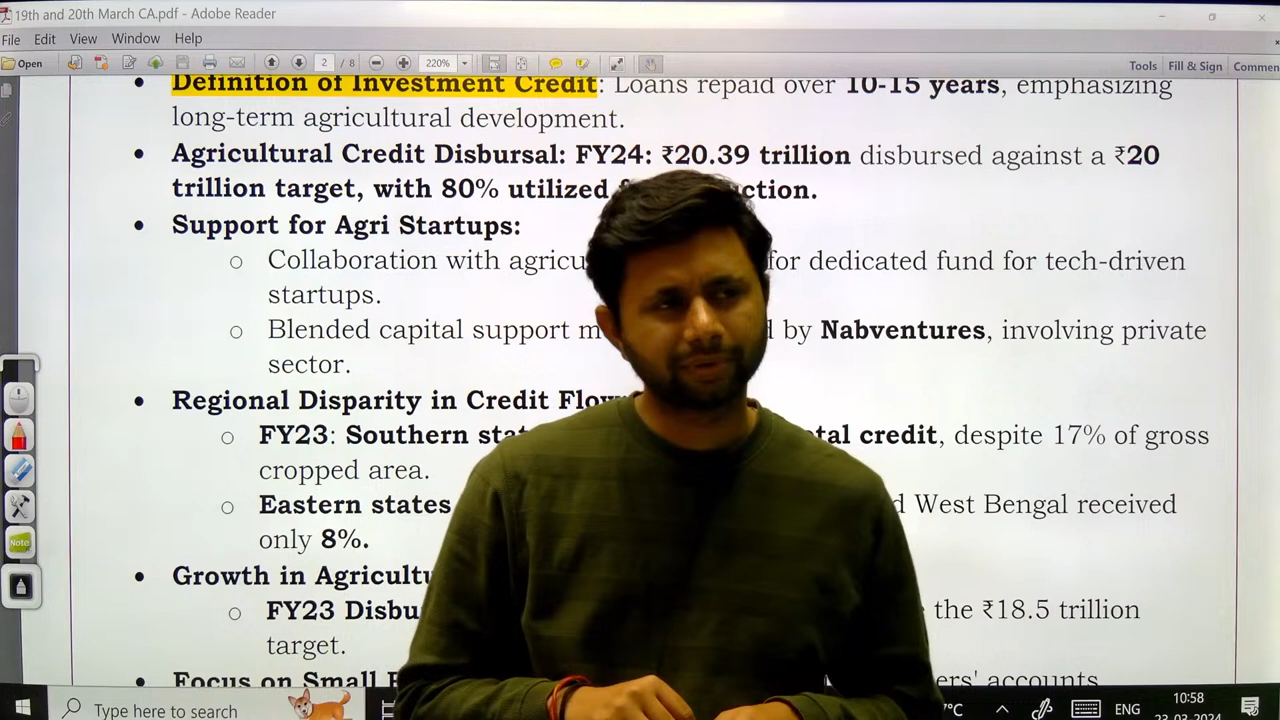 19th and 20th March CA.pdf - Adobe Reader
File Edit View Window Help
Open 2 / 8 220% Tools Fill & Sign Commen
• Definition of Investment Credit: Loans repaid over 10-15 years, emphasizing
long-term agricultural development.
• Agricultural Credit Disbursal: FY24: ₹20.39 trillion disbursed against a ₹20
trillion target, with 80% utilized ction.
• Support for Agri Startups:
o Collaboration with agricu for dedicated fund for tech-driven
startups.
o Blended capital support m d by Nabventures, involving private
sector.
• Regional Disparity in Credit Flow
o FY23: Southern stat tal credit, despite 17% of gross
cropped area.
o Eastern states d West Bengal received
only 8%.
• Growth in Agricultu
o FY23 Disbu the ₹18.5 trillion
target.
• Focus on Small ers' accounts
Note
Type here to search °C ENG 10:58